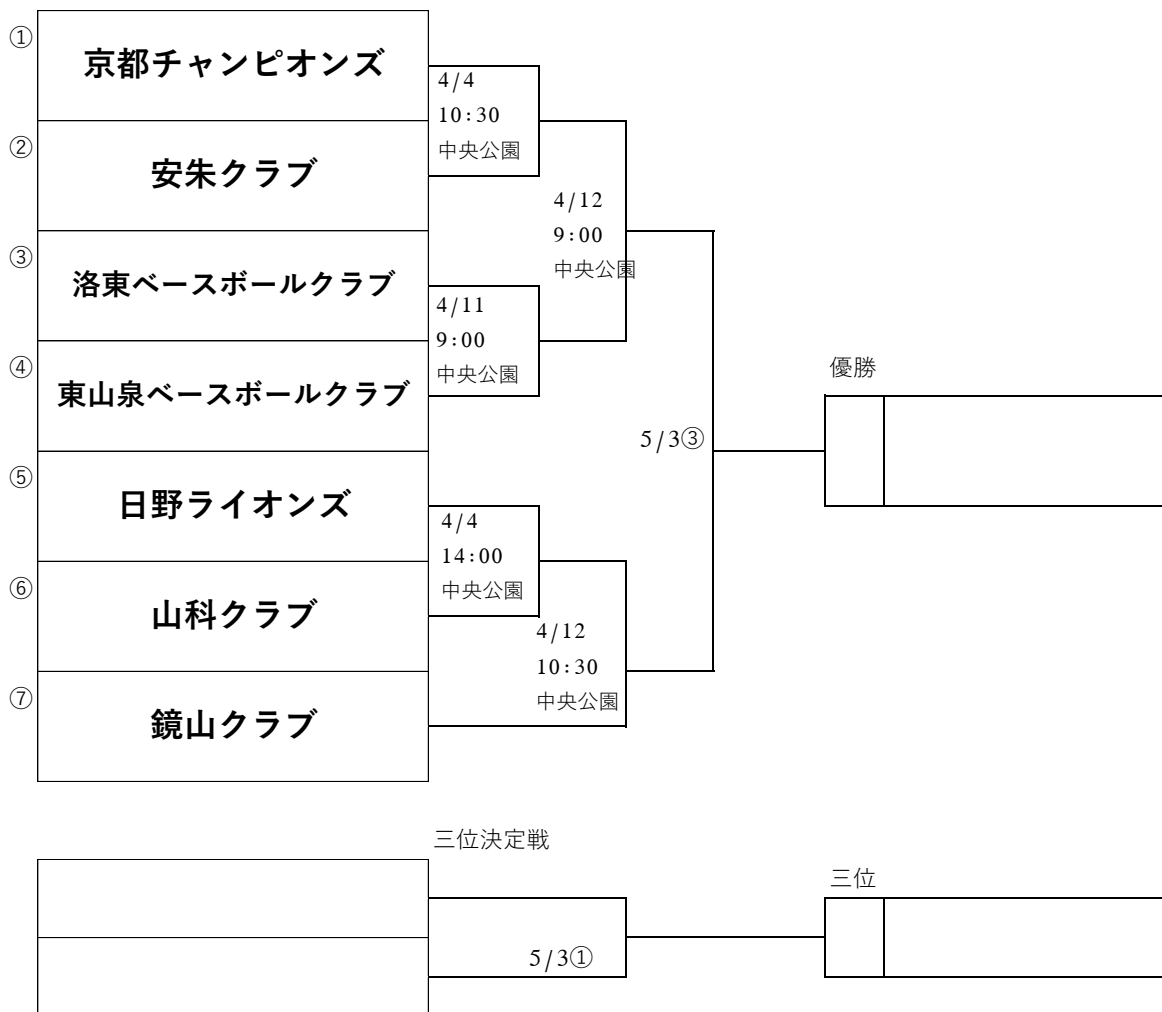 ①
京都チャンピオンズ
4/4
10:30
中央公園
②
安朱クラブ
4/12
9:00
中央公園
③
洛東ベースボールクラブ
4/11
9:00
中央公園
④
東山泉ベースボールクラブ
優勝
5/3③
⑤
日野ライオンズ
4/4
14:00
中央公園
⑥
山科クラブ
4/12
10:30
中央公園
⑦
鏡山クラブ
三位決定戦
三位
5/3①